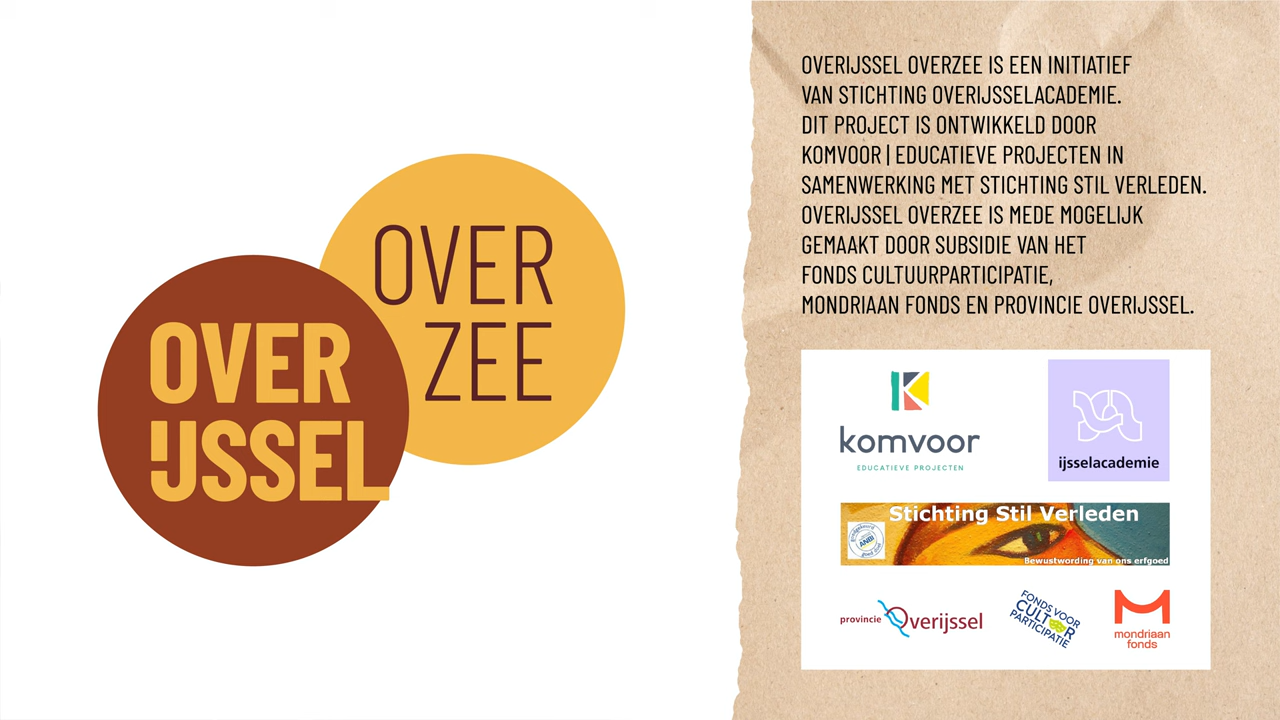 OVER
ZEE
OVER
IJSSEL
OVERIJSSEL OVERZEE IS EEN INITIATIEF
VAN STICHTING OVERIJSSELACADEMIE.
DIT PROJECT IS ONTWIKKELD DOOR
KOMVOOR | EDUCATIEVE PROJECTEN IN
SAMENWERKING MET STICHTING STIL VERLEDEN.
OVERIJSSEL OVERZEE IS MEDE MOGELIJK
GEMAAKT DOOR SUBSIDIE VAN HET
FONDS CULTUURPARTICIPATIE,
MONDRIAAN FONDS EN PROVINCIE OVERIJSSEL.
komvoor
EDUCATIEVE PROJECTEN
ijsselacademie
Stichting Stil Verleden
ANBI
Bewustwording van ons erfgoed
provincie Overijssel
FONDS VOOR
CULTUUR
PARTICIPATIE
mondriaan
fonds